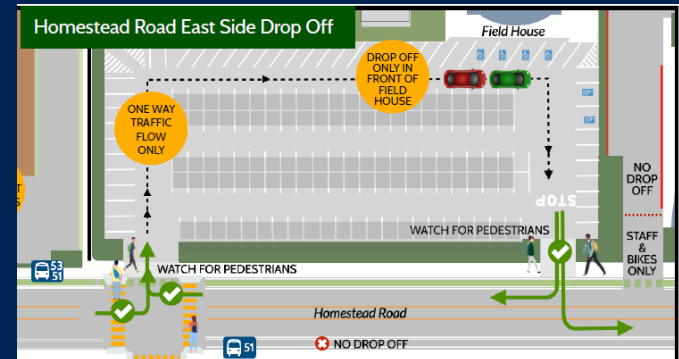 Homestead Road East Side Drop Off
Field House
DROP OFF
ONLY IN
FRONT OF
FIELD
HOUSE
ONE WAY
TRAFFIC
FLOW
ONLY
NO
DROP
OFF
STOP
WATCH FOR PEDESTRIANS
STAFF
&
BIKES
ONLY
53
51
WATCH FOR PEDESTRIANS
Homestead Road
51
NO DROP OFF